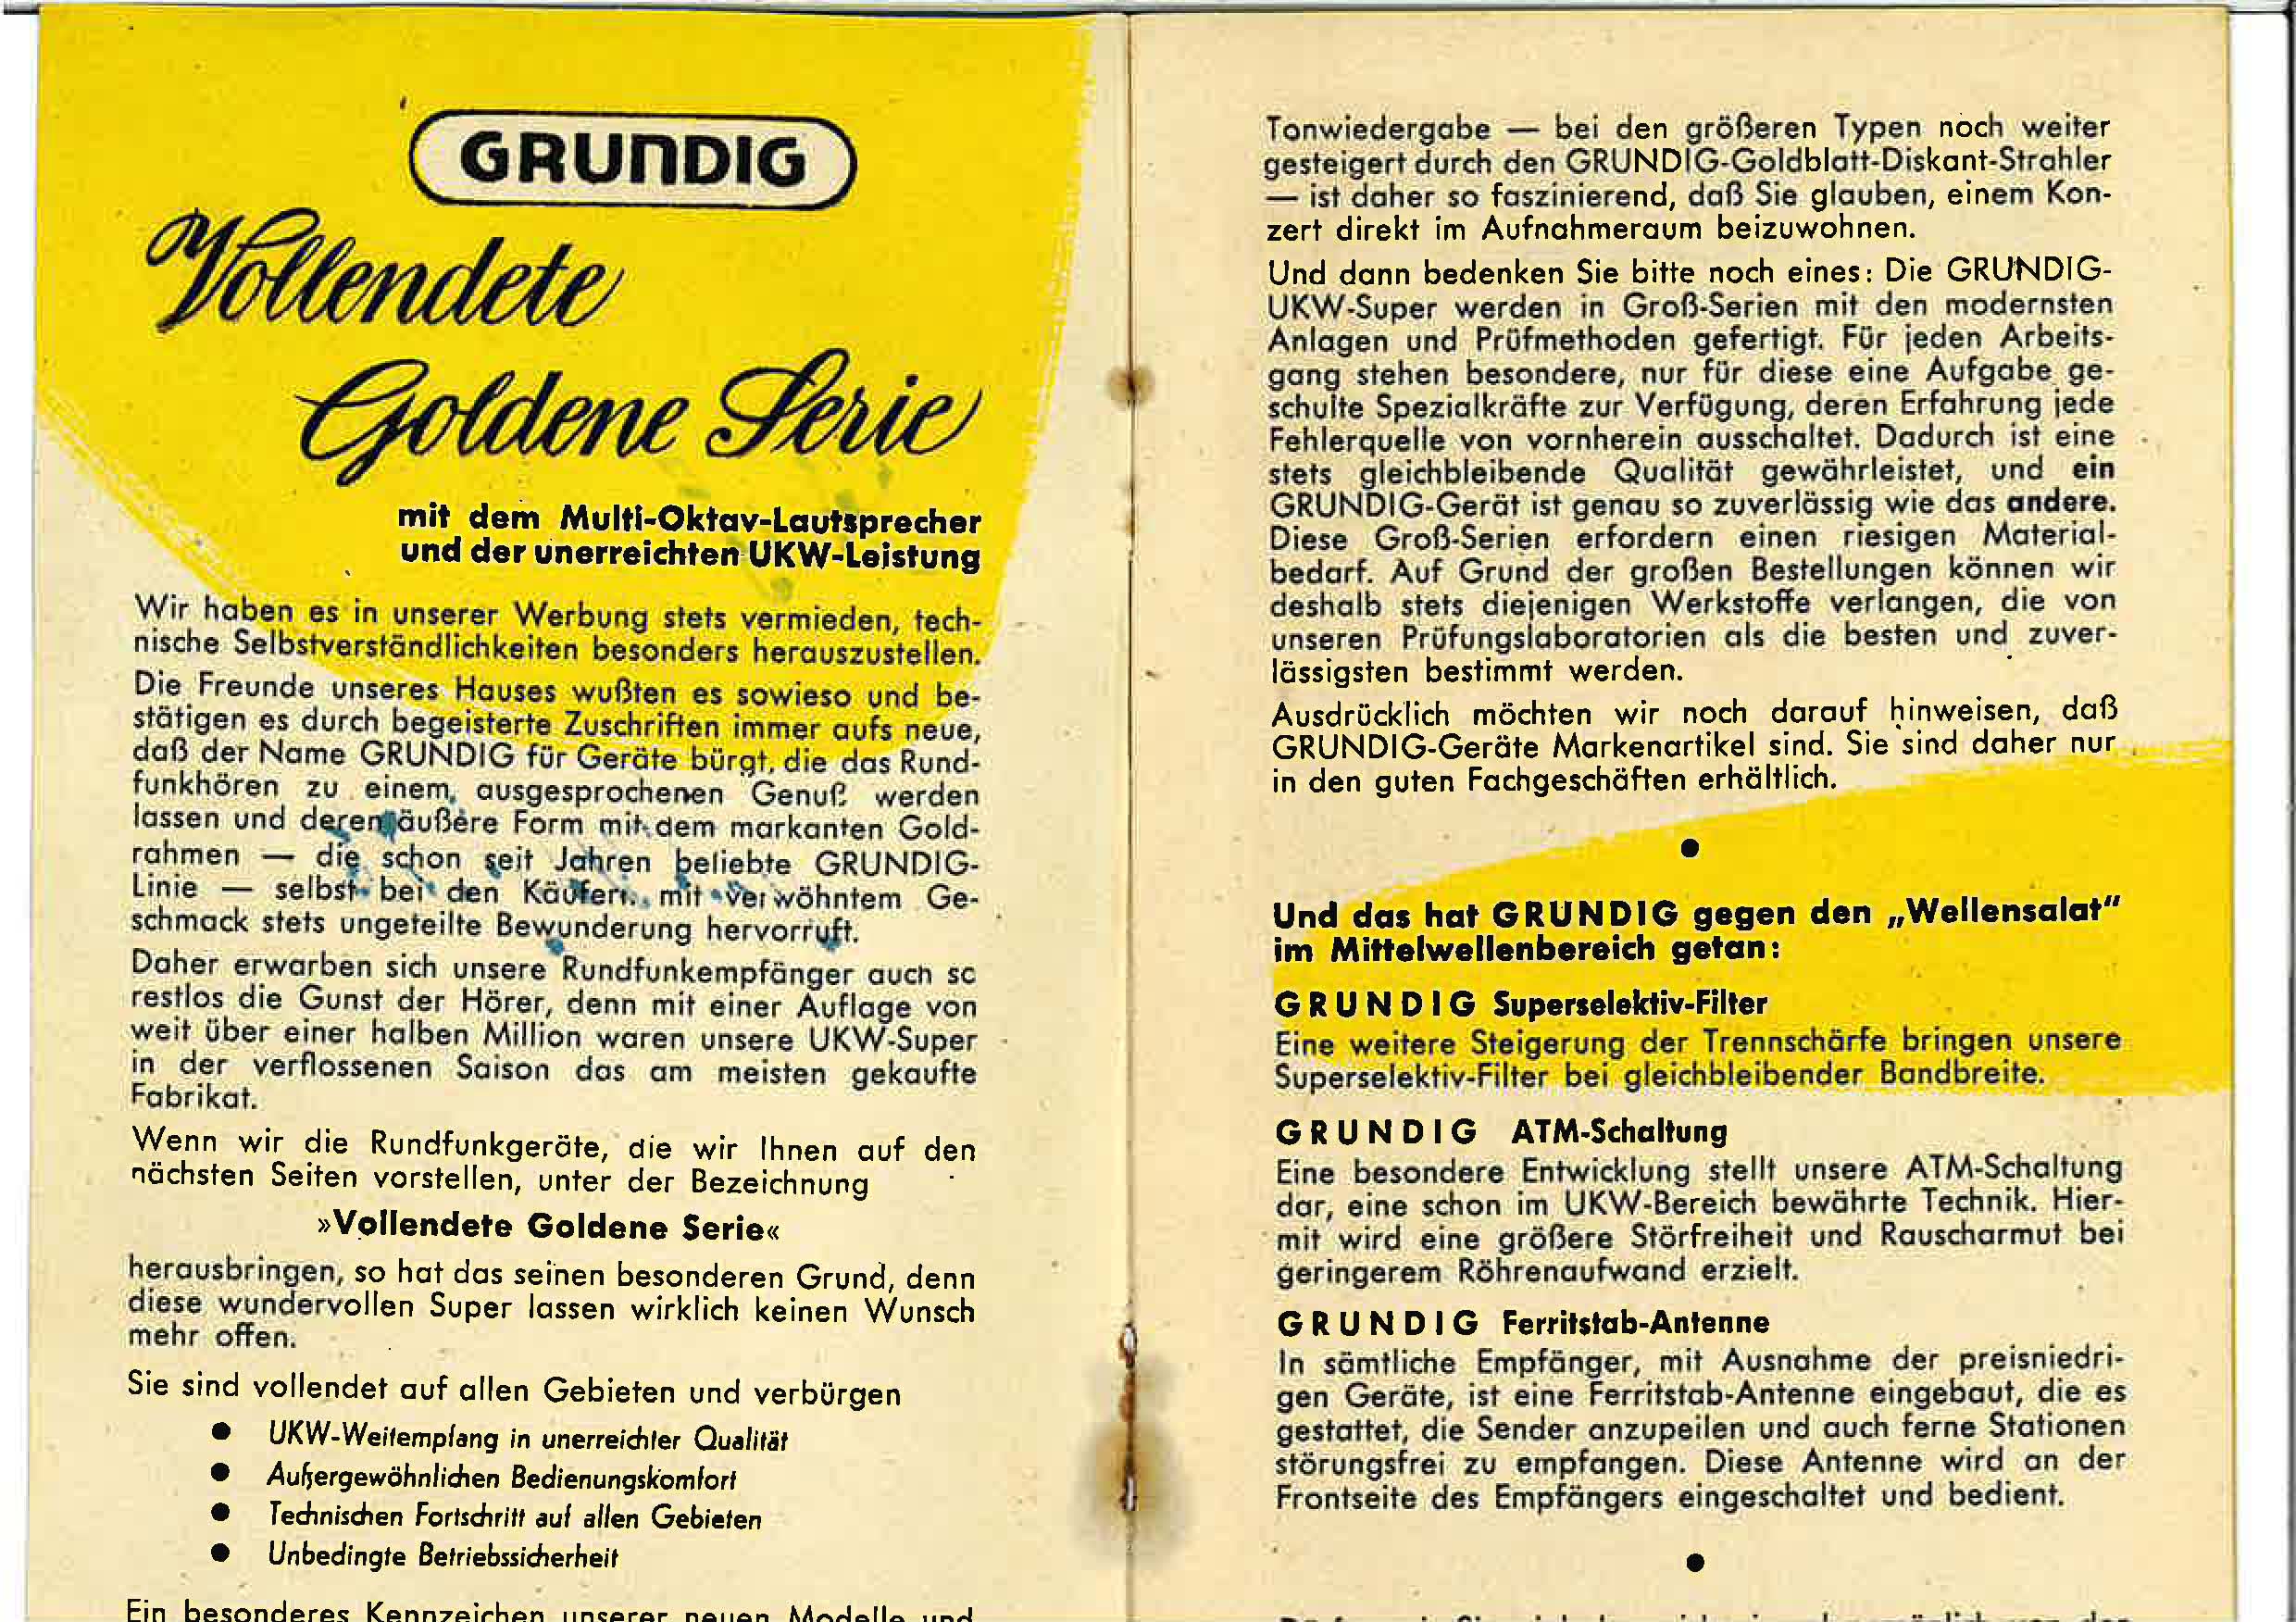 GRUNDIG
Vollendete
Goldene Serie
mit dem Multi-Oktav-Lautsprecher
und der unerreichten UKW-Leistung
Wir haben es in unserer Werbung stets vermieden, tech-
nische Selbstverständlichkeiten besonders herauszustellen.
Die Freunde unseres Hauses wußten es sowieso und be-
stätigen es durch begeisterte Zuschriften immer aufs neue,
daß der Name GRUNDIG für Geräte bürgt, die das Rund-
funkhören zu einem ausgesprochenen Genuß werden
lassen und deren äußere Form mit dem markanten Gold-
rahmen — die schon seit Jahren beliebte GRUNDIG-
Linie — selbst bei den Käufern mit verwöhntem Ge-
schmack stets ungeteilte Bewunderung hervorruft.
Daher erwarben sich unsere Rundfunkempfänger auch so
restlos die Gunst der Hörer, denn mit einer Auflage von
weit über einer halben Million waren unsere UKW-Super
in der verflossenen Saison das am meisten gekaufte
Fabrikat.
Wenn wir die Rundfunkgeräte, die wir Ihnen auf den
nächsten Seiten vorstellen, unter der Bezeichnung
»Vollendete Goldene Serie«
herausbringen, so hat das seinen besonderen Grund, denn
diese wundervollen Super lassen wirklich keinen Wunsch
mehr offen.
Sie sind vollendet auf allen Gebieten und verbürgen
● UKW-Weitempfang in unerreichter Qualität
● Außergewöhnlichen Bedienungskomfort
● Technischen Fortschritt auf allen Gebieten
● Unbedingte Betriebssicherheit
Ein besonderes Kennzeichen unserer neuen Modelle und
Tonwiedergabe — bei den größeren Typen noch weiter
gesteigert durch den GRUNDIG-Goldblatt-Diskant-Strahler
— ist daher so faszinierend, daß Sie glauben, einem Kon-
zert direkt im Aufnahmeraum beizuwohnen.
Und dann bedenken Sie bitte noch eines: Die GRUNDIG-
UKW-Super werden in Groß-Serien mit den modernsten
Anlagen und Prüfmethoden gefertigt. Für jeden Arbeits-
gang stehen besondere, nur für diese eine Aufgabe ge-
schulte Spezialkräfte zur Verfügung, deren Erfahrung jede
Fehlerquelle von vornherein ausschaltet. Dadurch ist eine
stets gleichbleibende Qualität gewährleistet, und ein
GRUNDIG-Gerät ist genau so zuverlässig wie das andere.
Diese Groß-Serien erfordern einen riesigen Material-
bedarf. Auf Grund der großen Bestellungen können wir
deshalb stets diejenigen Werkstoffe verlangen, die von
unseren Prüfungslaboratorien als die besten und zuver-
lässigsten bestimmt werden.
Ausdrücklich möchten wir noch darauf hinweisen, daß
GRUNDIG-Geräte Markenartikel sind. Sie sind daher nur
in den guten Fachgeschäften erhältlich.
●
Und das hat GRUNDIG gegen den „Wellensalat“
im Mittelwellenbereich getan:
GRUNDIG Superselektiv-Filter
Eine weitere Steigerung der Trennschärfe bringen unsere
Superselektiv-Filter bei gleichbleibender Bandbreite.
GRUNDIG ATM-Schaltung
Eine besondere Entwicklung stellt unsere ATM-Schaltung
dar, eine schon im UKW-Bereich bewährte Technik. Hier-
mit wird eine größere Störfreiheit und Rauscharmut bei
geringerem Röhrenaufwand erzielt.
GRUNDIG Ferritstab-Antenne
In sämtliche Empfänger, mit Ausnahme der preisniedri-
gen Geräte, ist eine Ferritstab-Antenne eingebaut, die es
gestattet, die Sender anzupeilen und auch ferne Stationen
störungsfrei zu empfangen. Diese Antenne wird an der
Frontseite des Empfängers eingeschaltet und bedient.
●